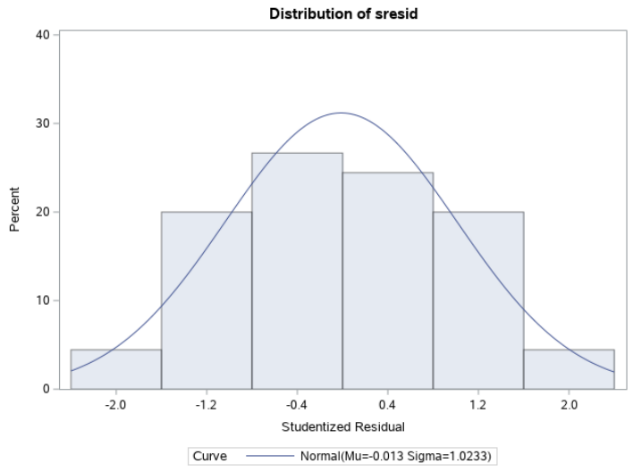 Distribution of sresid
40
30
20
10
0
Percent
-2.0 -1.2 -0.4 0.4 1.2 2.0
Studentized Residual
Curve Normal(Mu=-0.013 Sigma=1.0233)